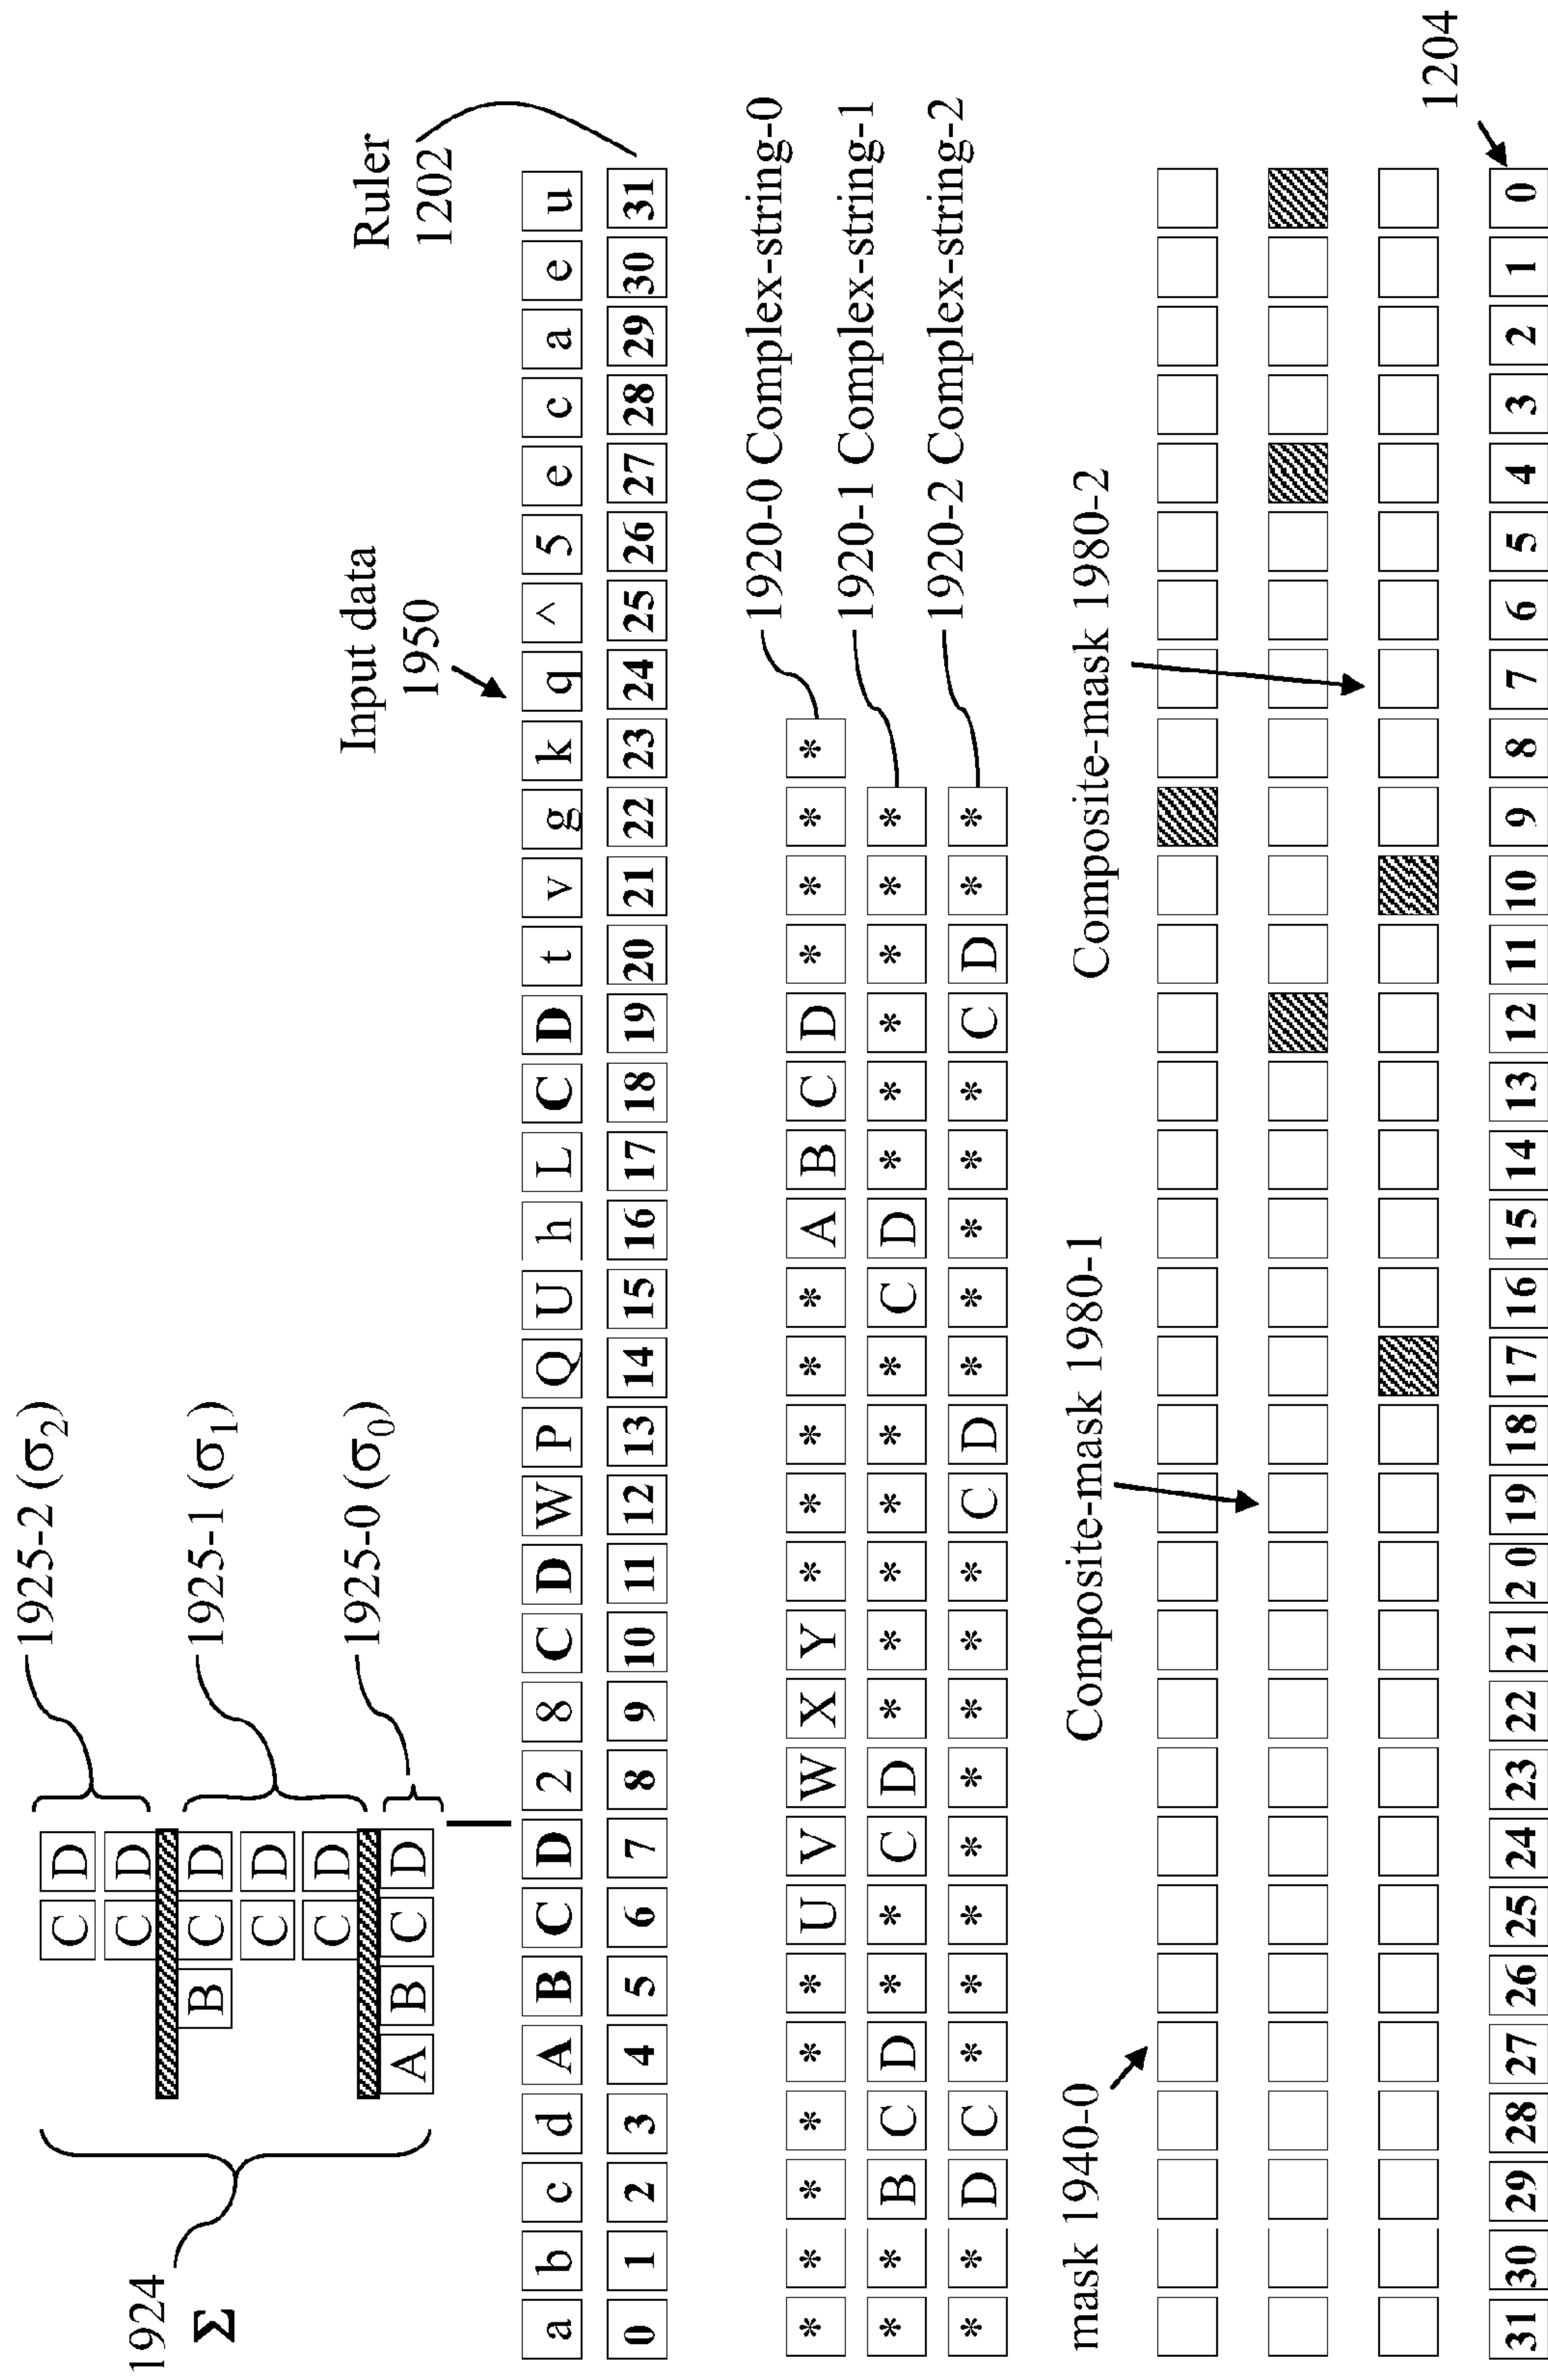 1925-2 (σ2)
C D
C D
1924
Σ
1925-1 (σ1)
B C D
C D
C D
1925-0 (σ0)
A B C D
Input data
1950
Ruler
1202
a b c d A B C D 2 8 C D W P Q U h L C D t v g k q ^ 5 e c a e u
0 1 2 3 4 5 6 7 8 9 10 11 12 13 14 15 16 17 18 19 20 21 22 23 24 25 26 27 28 29 30 31
* * * * * * U V W X Y * * * * * A B C D * * * * 1920-0 Complex-string-0
* * B C D * * C D * * * * * * C D * * * * * * 1920-1 Complex-string-1
* * D C * * * * * * * * C D * * * * * C D * * 1920-2 Complex-string-2
mask 1940-0
Composite-mask 1980-1
Composite-mask 1980-2
1204
31 30 29 28 27 26 25 24 23 22 21 2 0 19 18 17 16 15 14 13 12 11 10 9 8 7 6 5 4 3 2 1 0